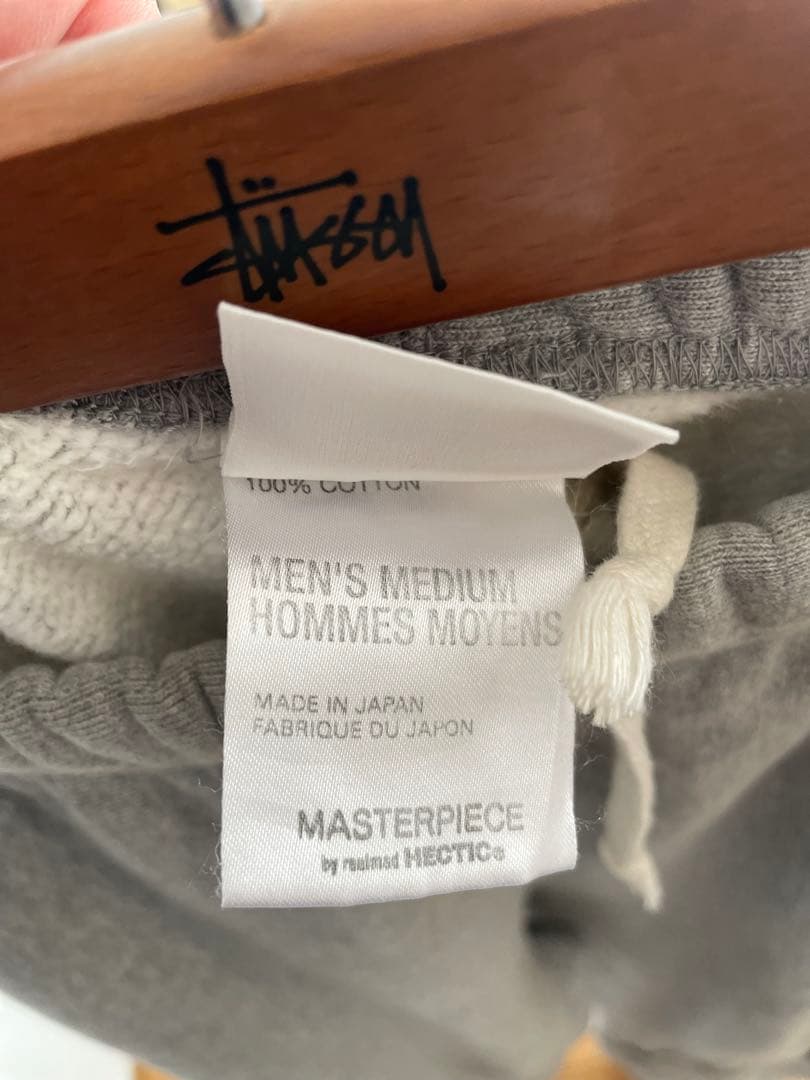 Stüssy
100% COTTON
MEN'S MEDIUM
HOMMES MOYENS
MADE IN JAPAN
FABRIQUE DU JAPON
MASTERPIECE
by realmad HECTIC®